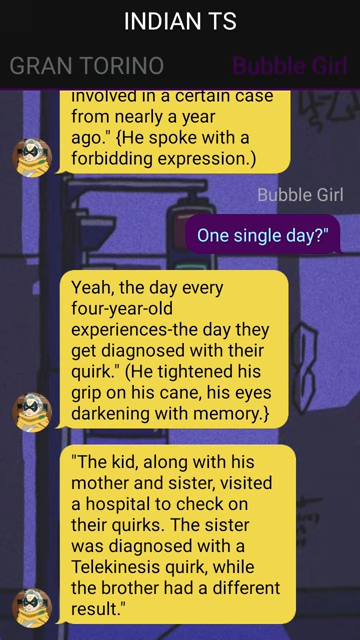 INDIAN TS
GRAN TORINO
Bubble Girl
involved in a certain case
from nearly a year
ago." {He spoke with a
forbidding expression.)
Bubble Girl
One single day?"
Yeah, the day every
four-year-old
experiences-the day they
get diagnosed with their
quirk." (He tightened his
grip on his cane, his eyes
darkening with memory.}
"The kid, along with his
mother and sister, visited
a hospital to check on
their quirks. The sister
was diagnosed with a
Telekinesis quirk, while
the brother had a different
result."